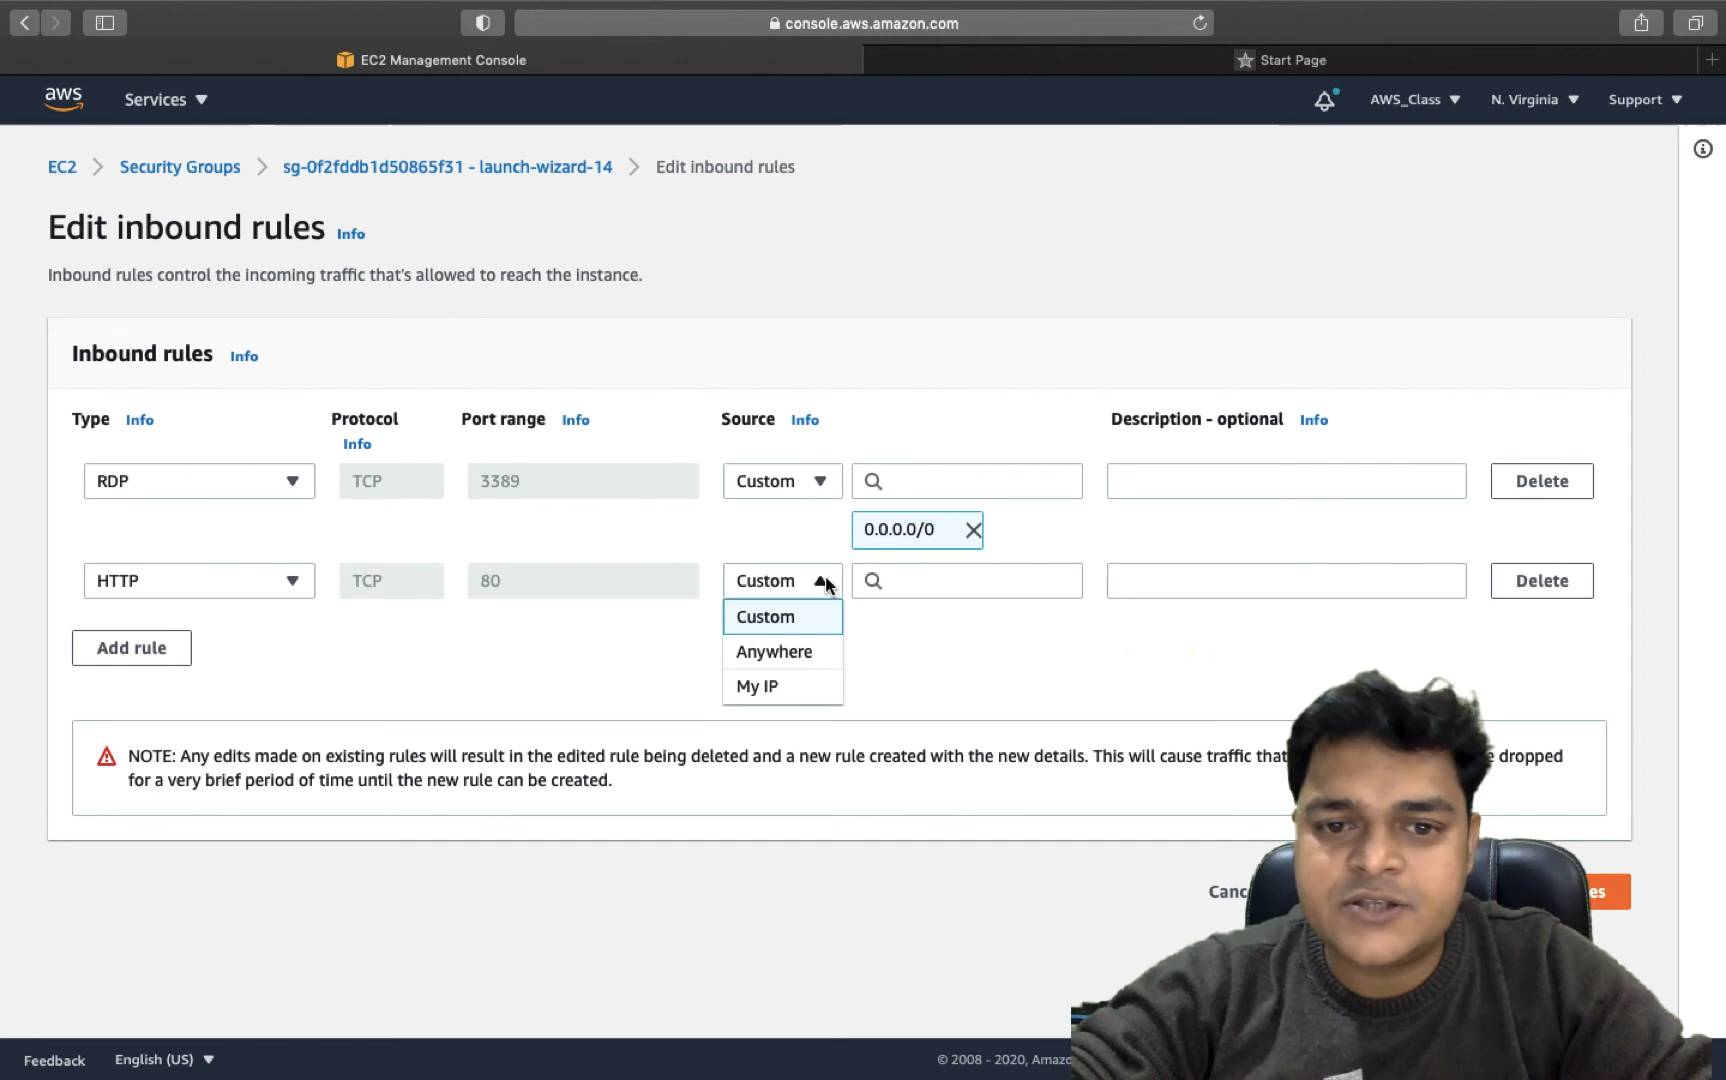 console.aws.amazon.com
EC2 Management Console
Start Page
aws
Services
AWS_Class
N. Virginia
Support
EC2
Security Groups
sg-0f2fddb1d50865f31 - launch-wizard-14
Edit inbound rules
Edit inbound rules Info
Inbound rules control the incoming traffic that's allowed to reach the instance.
Inbound rules Info
Type Info
Protocol
Info
Port range Info
Source Info
Description - optional Info
RDP
TCP
3389
Custom
Delete
0.0.0.0/0
HTTP
TCP
80
Custom
Delete
Custom
Anywhere
My IP
Add rule
NOTE: Any edits made on existing rules will result in the edited rule being deleted and a new rule created with the new details. This will cause traffic that dropped
for a very brief period of time until the new rule can be created.
Feedback
English (US)
© 2008 - 2020,